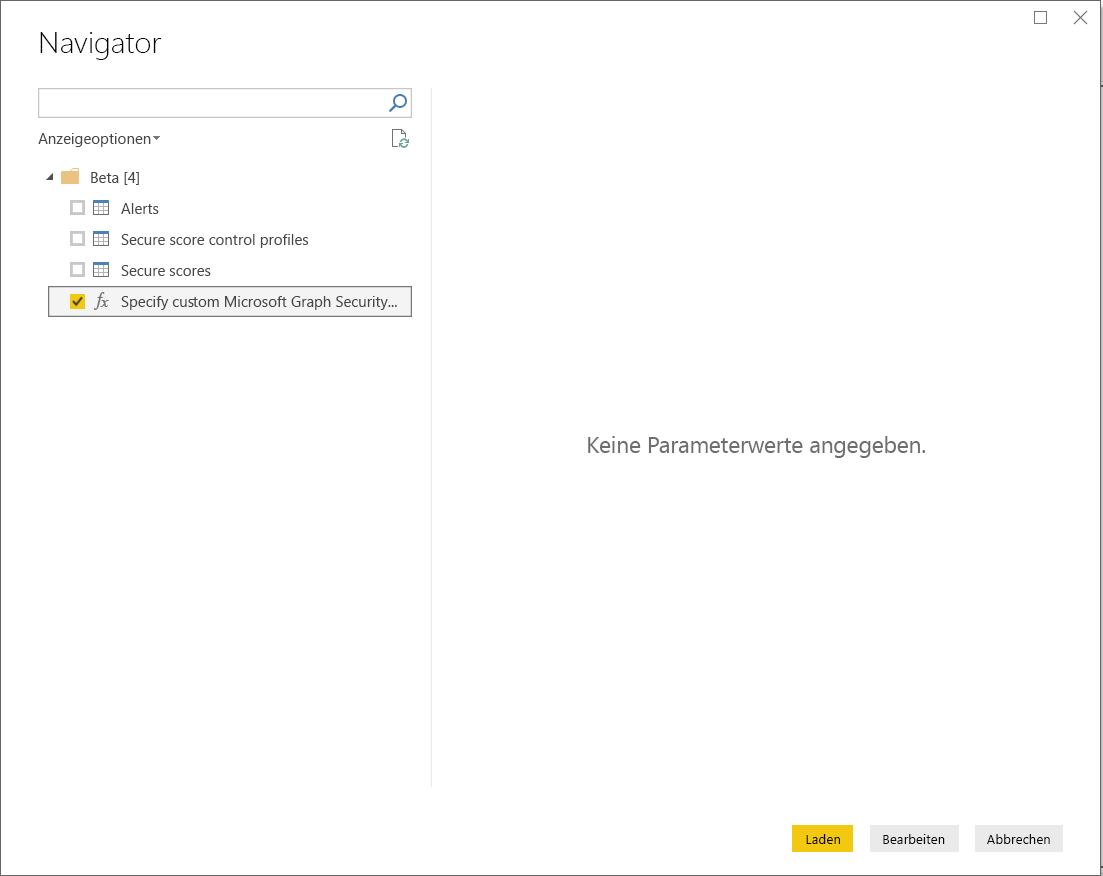 Navigator
Anzeigeoptionen
Beta [4]
Alerts
Secure score control profiles
Secure scores
fx Specify custom Microsoft Graph Security...
Keine Parameterwerte angegeben.
Laden Bearbeiten Abbrechen